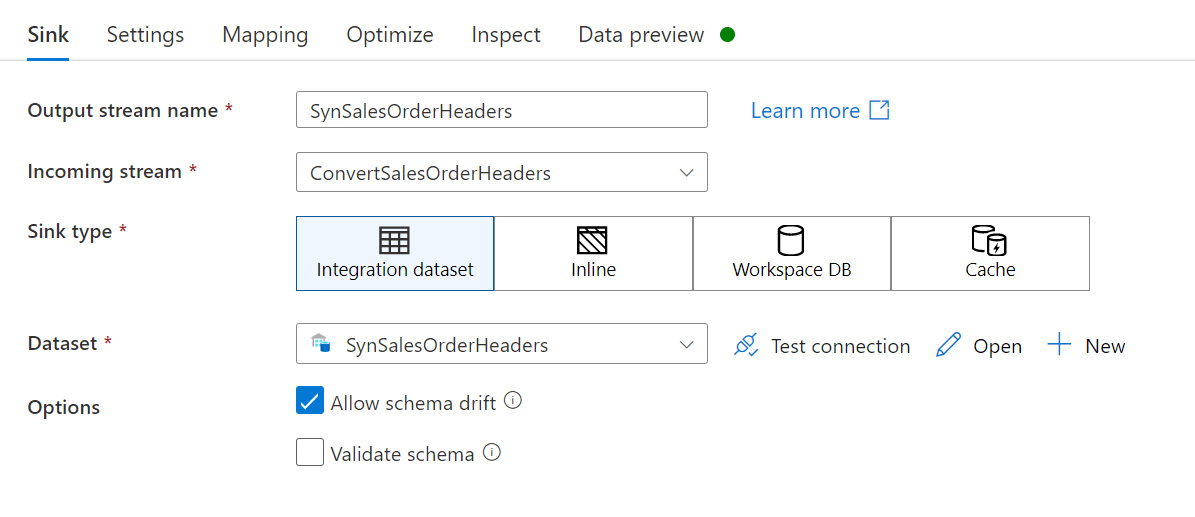 Sink Settings Mapping Optimize Inspect Data preview
Output stream name * SynSalesOrderHeaders Learn more
Incoming stream * ConvertSalesOrderHeaders
Sink type *
Integration dataset Inline Workspace DB Cache
Dataset * SynSalesOrderHeaders Test connection Open New
Options Allow schema drift
Validate schema